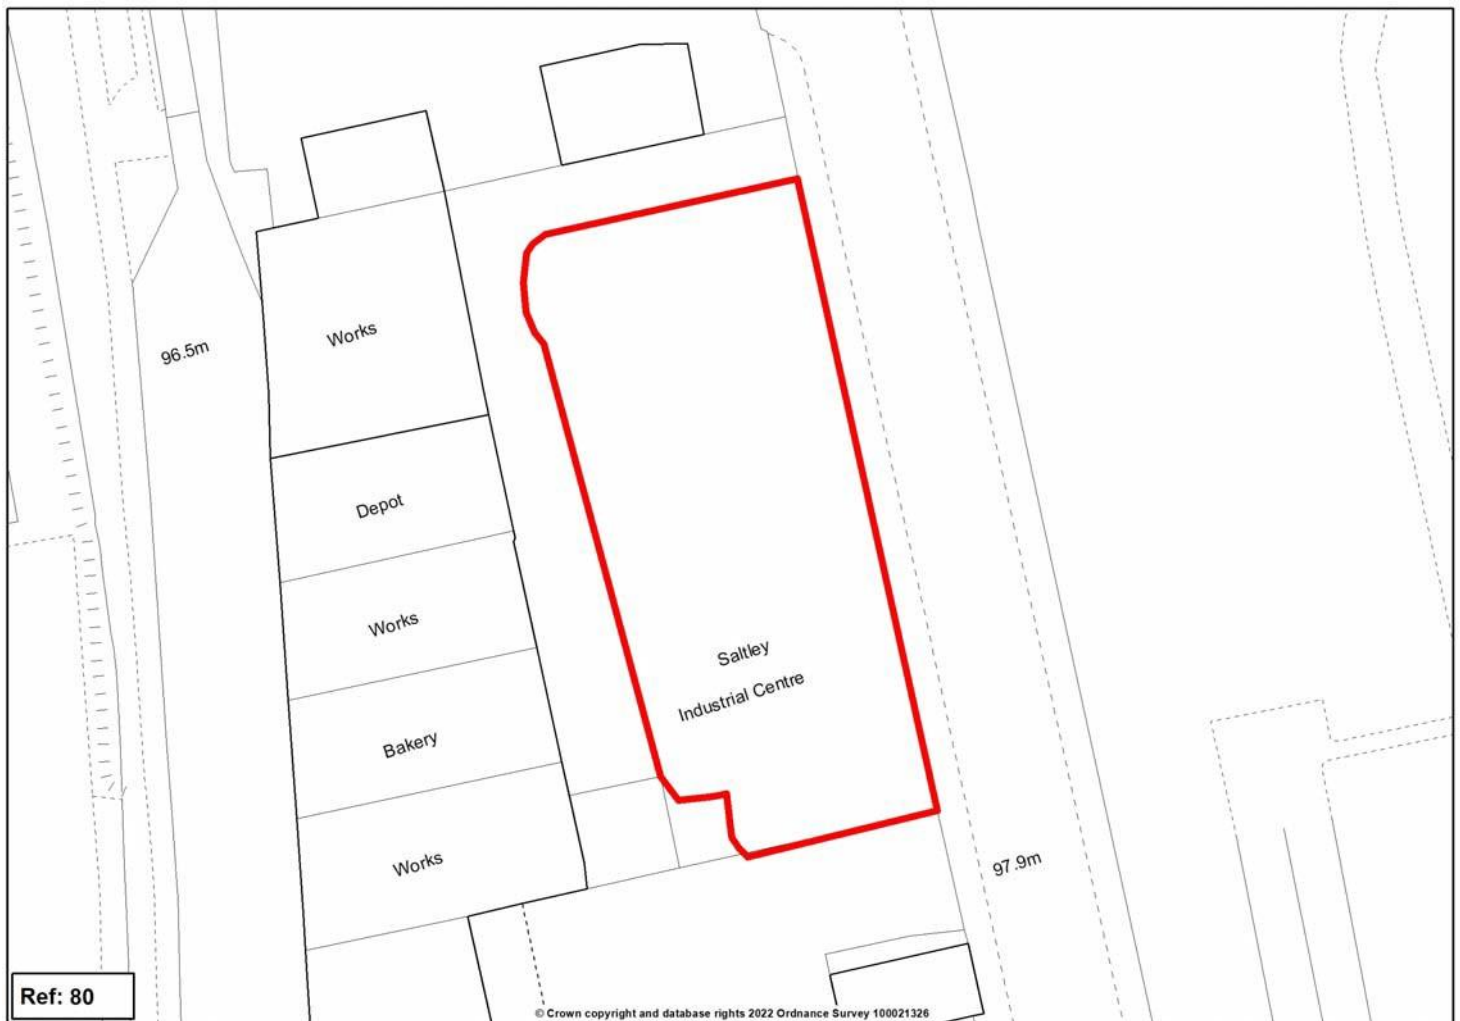 96.5m
Works
Depot
Works
Bakery
Works
Saltley
Industrial Centre
97.9m
Ref: 80
© Crown copyright and database rights 2022 Ordnance Survey 100021326